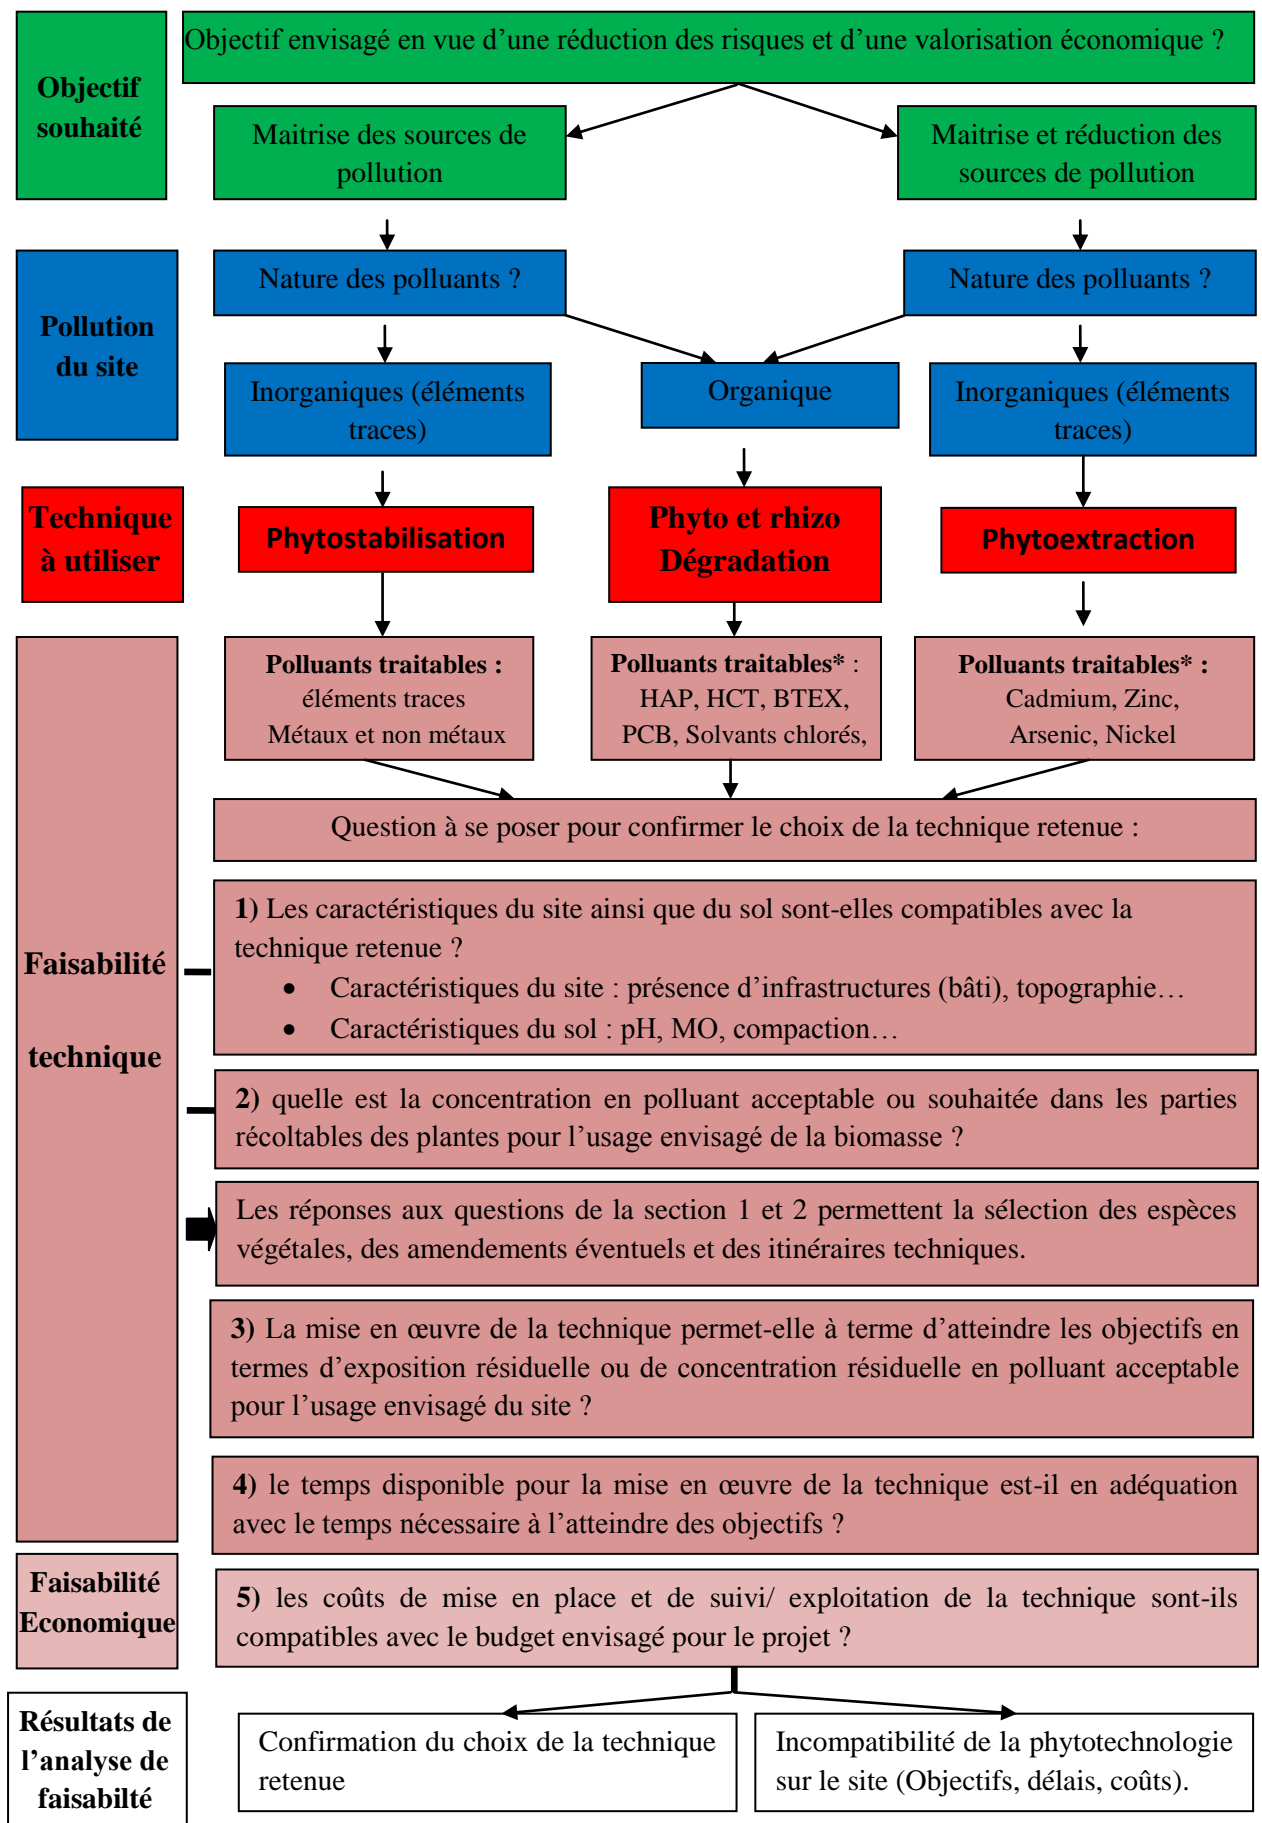 Objectif
souhaité
Objectif envisagé en vue d’une réduction des risques et d’une valorisation économique ?
Maitrise des sources de
pollution
Maitrise et réduction des
sources de pollution
Pollution
du site
Nature des polluants ?
Nature des polluants ?
Inorganiques (éléments
traces)
Organique
Inorganiques (éléments
traces)
Technique
à utiliser
Phytostabilisation
Phyto et rhizo
Dégradation
Phytoextraction
Faisabilité
technique
Polluants traitables :
éléments traces
Métaux et non métaux
Polluants traitables* :
HAP, HCT, BTEX,
PCB, Solvants chlorés,
Polluants traitables* :
Cadmium, Zinc,
Arsenic, Nickel
Question à se poser pour confirmer le choix de la technique retenue :
1) Les caractéristiques du site ainsi que du sol sont-elles compatibles avec la
technique retenue ?
• Caractéristiques du site : présence d’infrastructures (bâti), topographie…
• Caractéristiques du sol : pH, MO, compaction…
2) quelle est la concentration en polluant acceptable ou souhaitée dans les parties
récoltables des plantes pour l’usage envisagé de la biomasse ?
Les réponses aux questions de la section 1 et 2 permettent la sélection des espèces
végétales, des amendements éventuels et des itinéraires techniques.
3) La mise en œuvre de la technique permet-elle à terme d’atteindre les objectifs en
termes d’exposition résiduelle ou de concentration résiduelle en polluant acceptable
pour l’usage envisagé du site ?
4) le temps disponible pour la mise en œuvre de la technique est-il en adéquation
avec le temps nécessaire à l’atteindre des objectifs ?
Faisabilité
Economique
5) les coûts de mise en place et de suivi/ exploitation de la technique sont-ils
compatibles avec le budget envisagé pour le projet ?
Résultats de
l’analyse de
faisabilté
Confirmation du choix de la technique
retenue
Incompatibilité de la phytotechnologie
sur le site (Objectifs, délais, coûts).